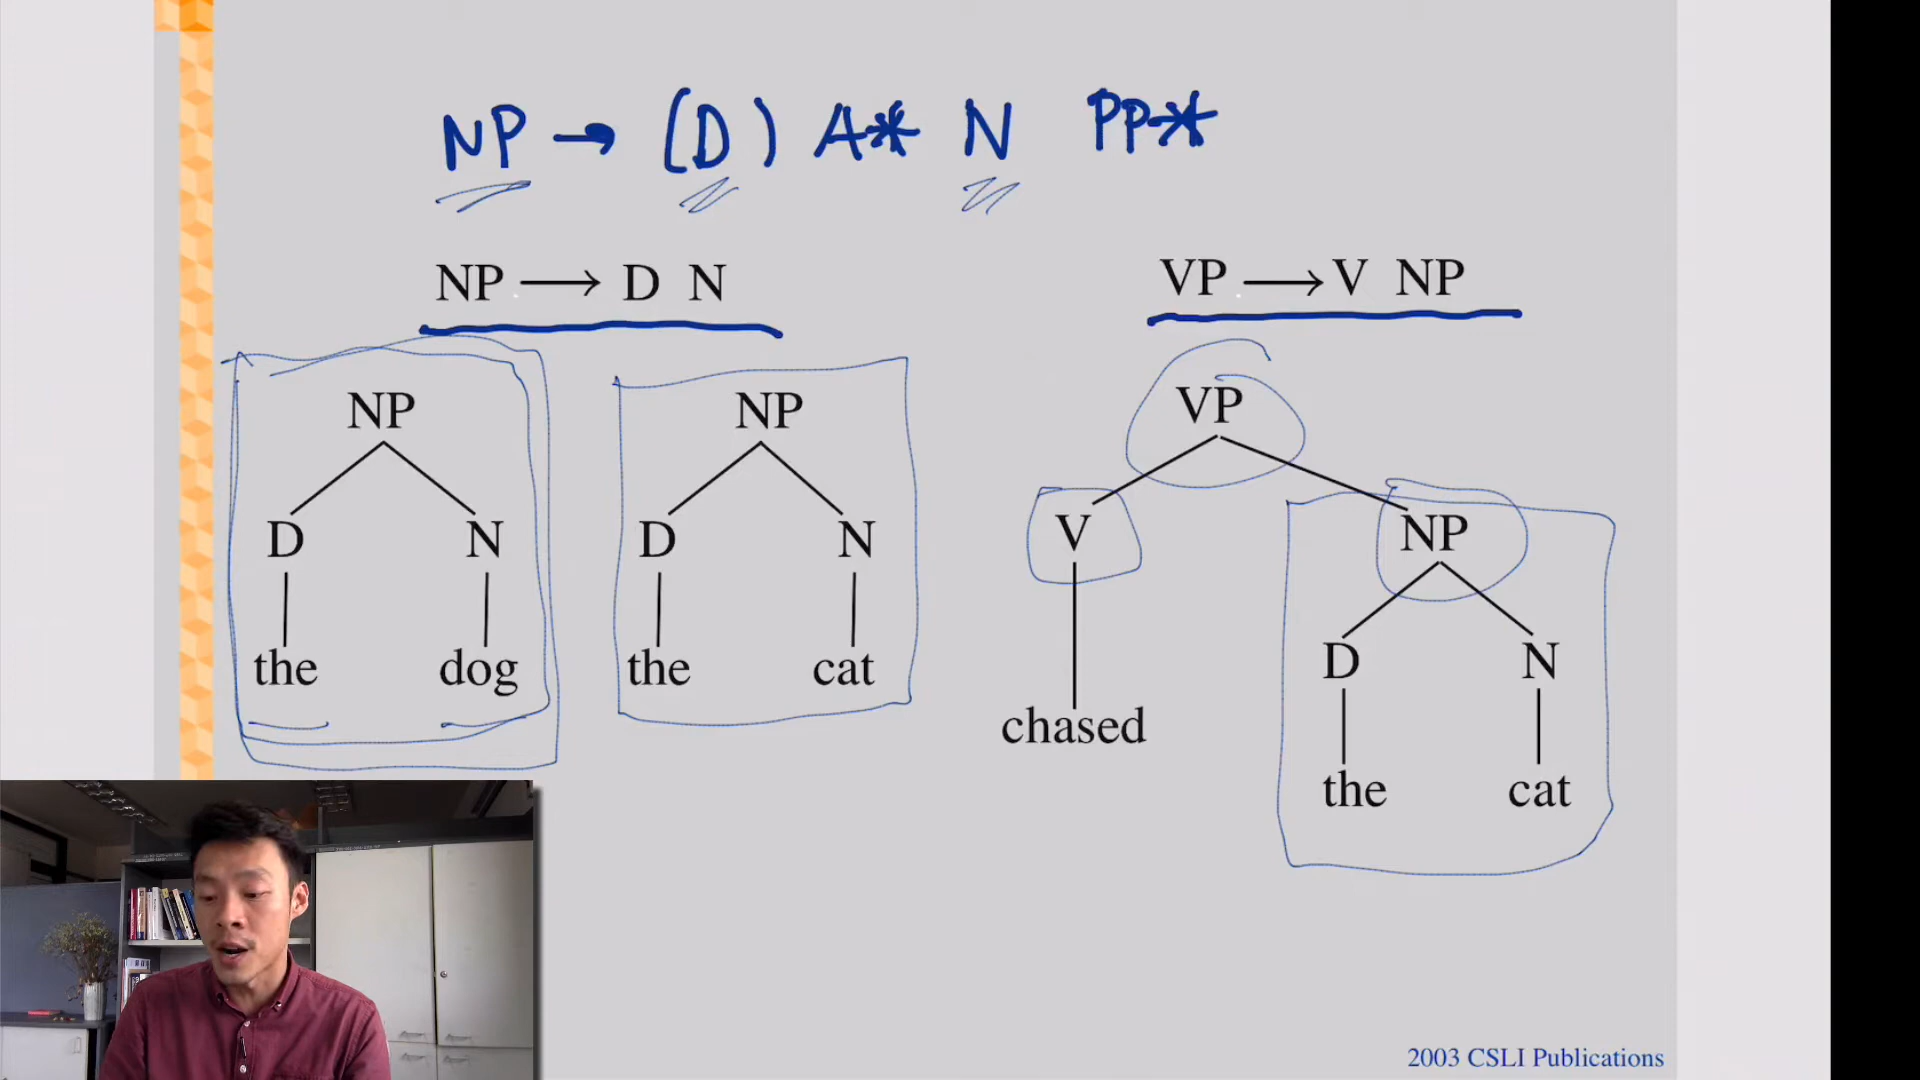 NP → (D) A* N PP*
NP → D N
VP → V NP
NP
D N
the dog
NP
D N
the cat
VP
V NP
chased
D N
the cat
2003 CSLI Publications